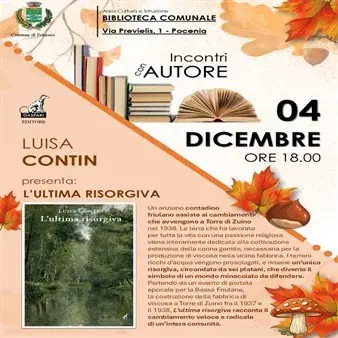 Area Cultura e Istruzione
BIBLIOTECA COMUNALE
Via Previelis, 1 - Pocenia
Comune di Pocenia
Incontri
con
AUTORE
GASPARI
EDITORE
04
DICEMBRE
ORE 18.00
LUISA
CONTIN
presenta:
L'ULTIMA RISORGIVA
Luisa Contin
L'ultima risorgiva
Un anziano contadino
friulano assiste ai cambiamenti
che avvengono a Torre di Zuino
nel 1938. La terra che ha lavorato
per tutta la vita con una passione religiosa
viene interamente dedicata alla coltivazione
estensiva della canna gentile, necessaria per la
produzione di viscosa nella vicina fabbrica. I terreni
ricchi d'acqua vengono prosciugati, e rimane un'unica
risorgiva, circondata da sei platani, che diventa il
simbolo di un mondo minacciato da difendere.
Partendo da un evento di portata
epocale per la Bassa Friulana,
la costruzione della fabbrica di
viscosa a Torre di Zuino fra il 1937 e
il 1938, L'ultima risorgiva racconta il
cambiamento veloce e radicale
di un'intera comunità.